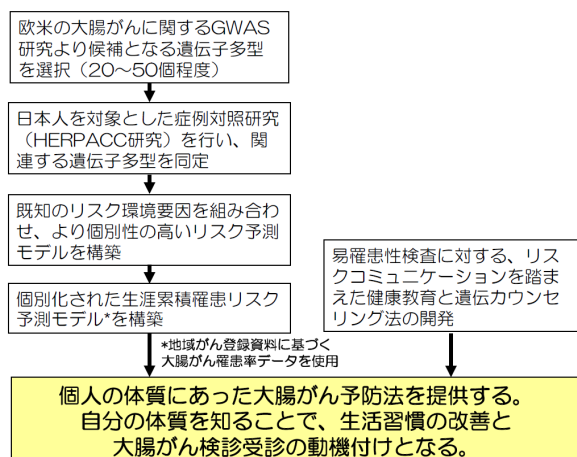 欧米の大腸がんに関するGWAS
研究より候補となる遺伝子多型
を選択（20～50個程度）
日本人を対象とした症例対照研究
（HERPACC研究）を行い、関
連する遺伝子多型を同定
既知のリスク環境要因を組み合わ
せ、より個別性の高いリスク予測
モデルを構築
個別化された生涯累積罹患リスク
予測モデル*を構築
*地域がん登録資料に基づく
大腸がん罹患率データを使用
易罹患性検査に対する、リス
クコミュニケーションを踏ま
えた健康教育と遺伝カウンセ
リング法の開発
個人の体質にあった大腸がん予防法を提供する。
自分の体質を知ることで、生活習慣の改善と
大腸がん検診受診の動機付けとなる。